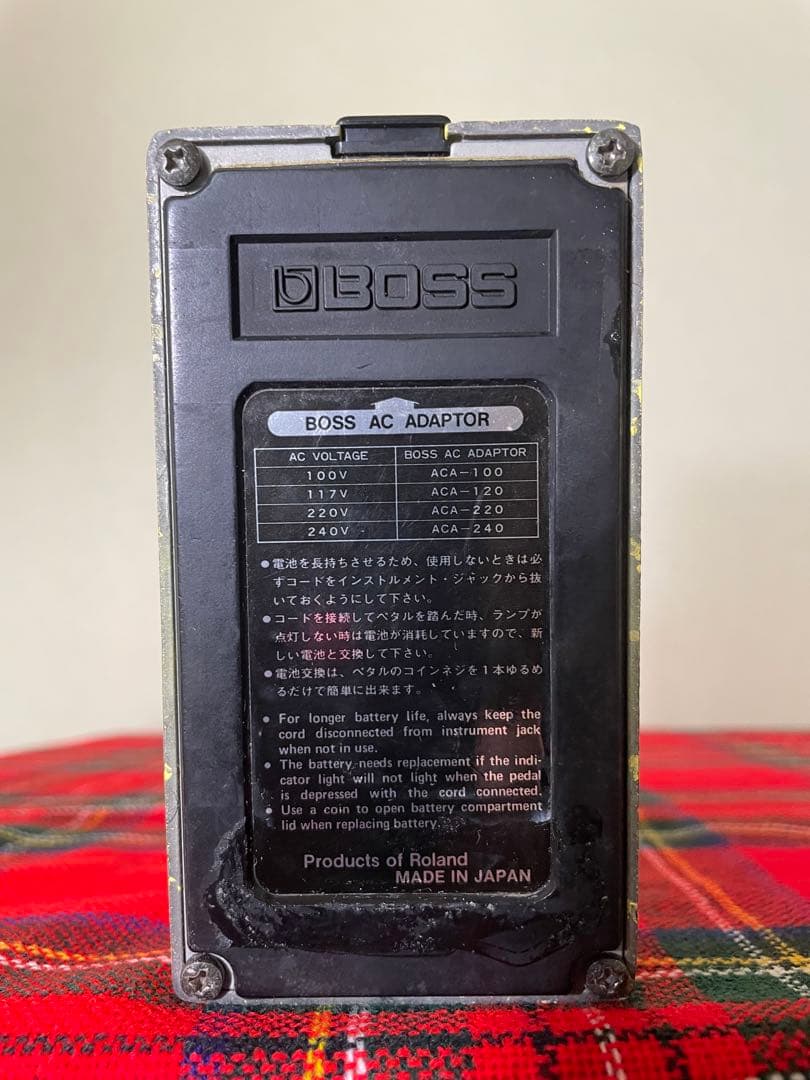 BOSS
BOSS AC ADAPTOR
AC VOLTAGE BOSS AC ADAPTOR
100V ACA-100
117V ACA-120
220V ACA-220
240V ACA-240
●電池を長持ちさせるため、使用しないときは必
ずコードをインストルメント・ジャックから抜
いておくようにして下さい。
●コードを接続してペタルを踏んだ時、ランプが
点灯しない時は電池が消耗していますので、新
しい電池と交換して下さい。
●電池交換は、ペタルのコインネジを1本ゆるめ
るだけで簡単に出来ます。
● For longer battery life, always keep the
cord disconnected from instrument jack
when not in use.
● The battery needs replacement if the indi-
cator light will not light when the pedal
is depressed with the cord connected.
● Use a coin to open battery compartment
lid when replacing battery.
Products of Roland
MADE IN JAPAN